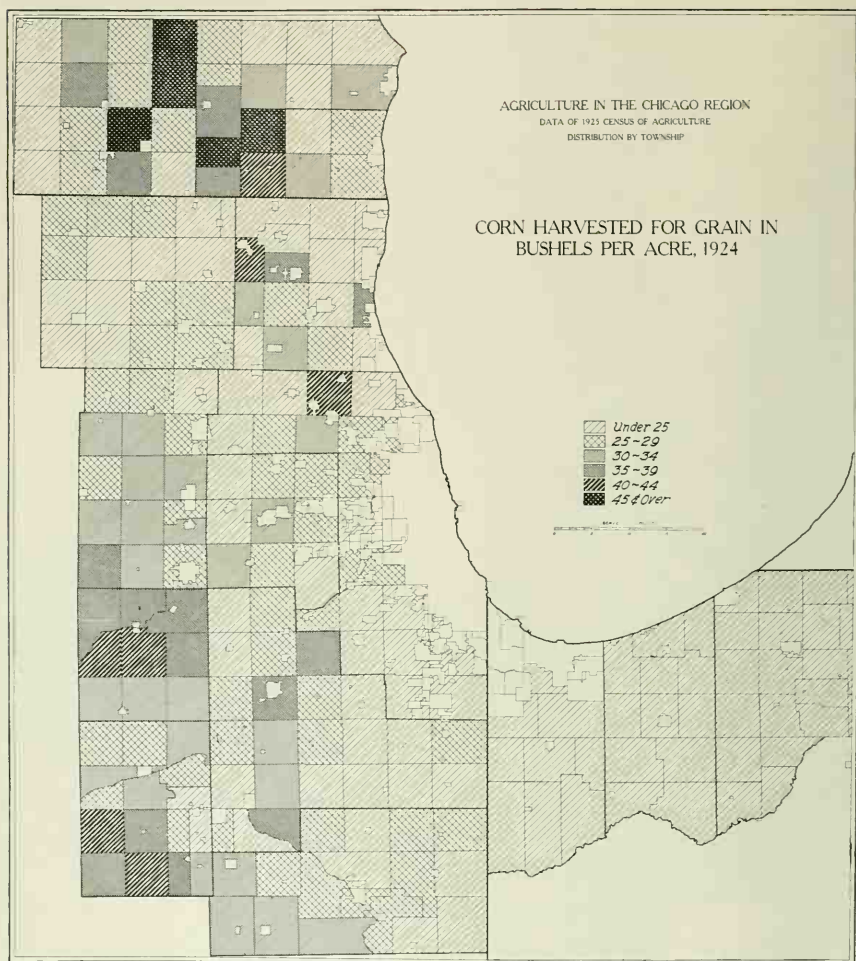 AGRICULTURE IN THE CHICAGO REGION
DATA OF 1925 CENSUS OF AGRICULTURE
DISTRIBUTION BY TOWNSHIP
CORN HARVESTED FOR GRAIN IN
BUSHELS PER ACRE, 1924
Under 25
25~29
30~34
35~39
40~44
45 & Over